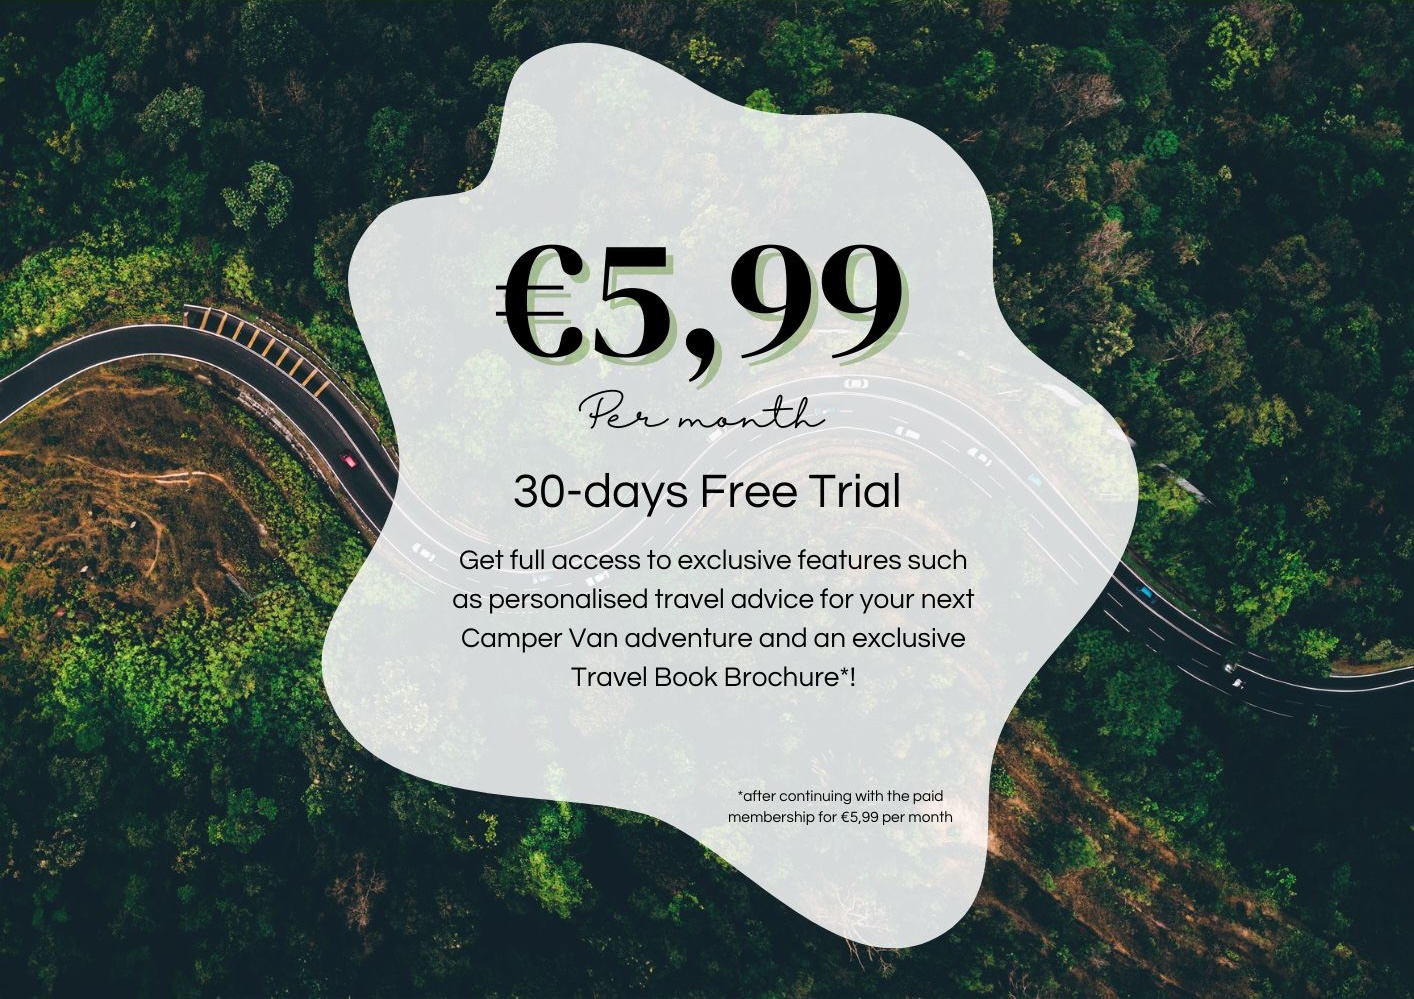 €5,99
Per month
30-days Free Trial
Get full access to exclusive features such
as personalised travel advice for your next
Camper Van adventure and an exclusive
Travel Book Brochure*!
*after continuing with the paid
membership for €5,99 per month